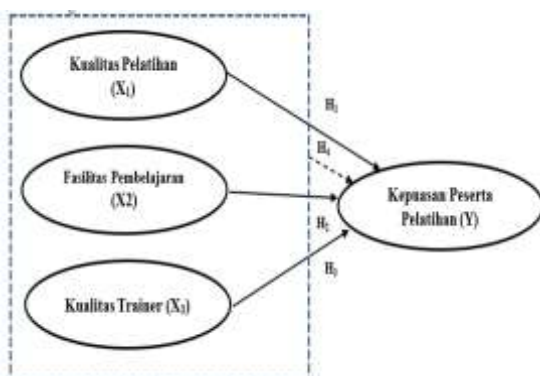 Kualitas Pelatihan
(X₁)
H₁
H₄
Fasilitas Pembelajaran
(X2)
Kepuasan Peserta
Pelatihan (Y)
H₂
H₃
Kualitas Trainer (X₃)